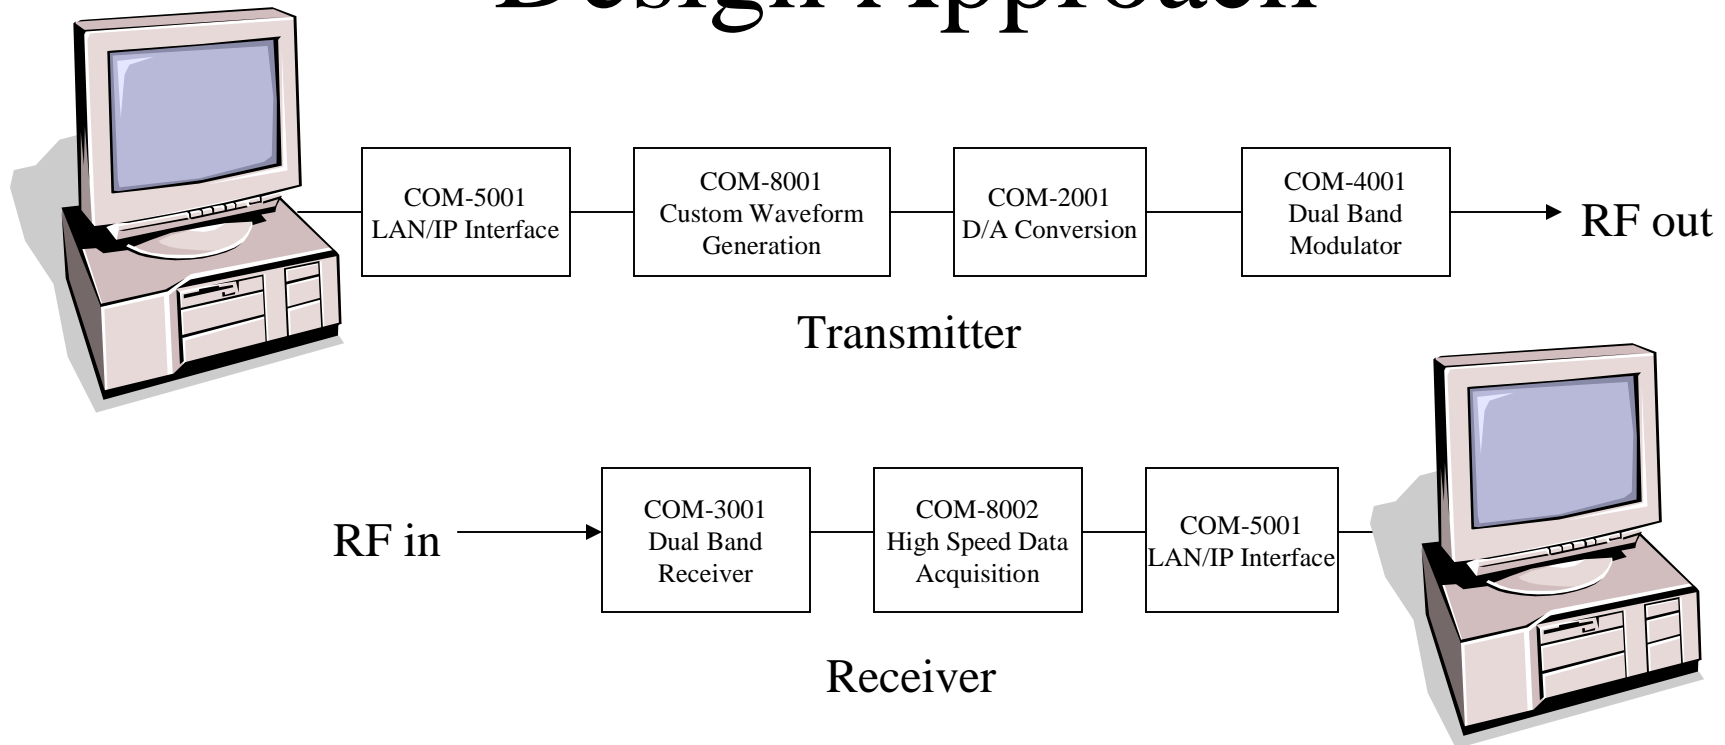 Design Approach
COM-5001
LAN/IP Interface
COM-8001
Custom Waveform
Generation
COM-2001
D/A Conversion
COM-4001
Dual Band
Modulator
RF out
Transmitter
RF in
COM-3001
Dual Band
Receiver
COM-8002
High Speed Data
Acquisition
COM-5001
LAN/IP Interface
Receiver